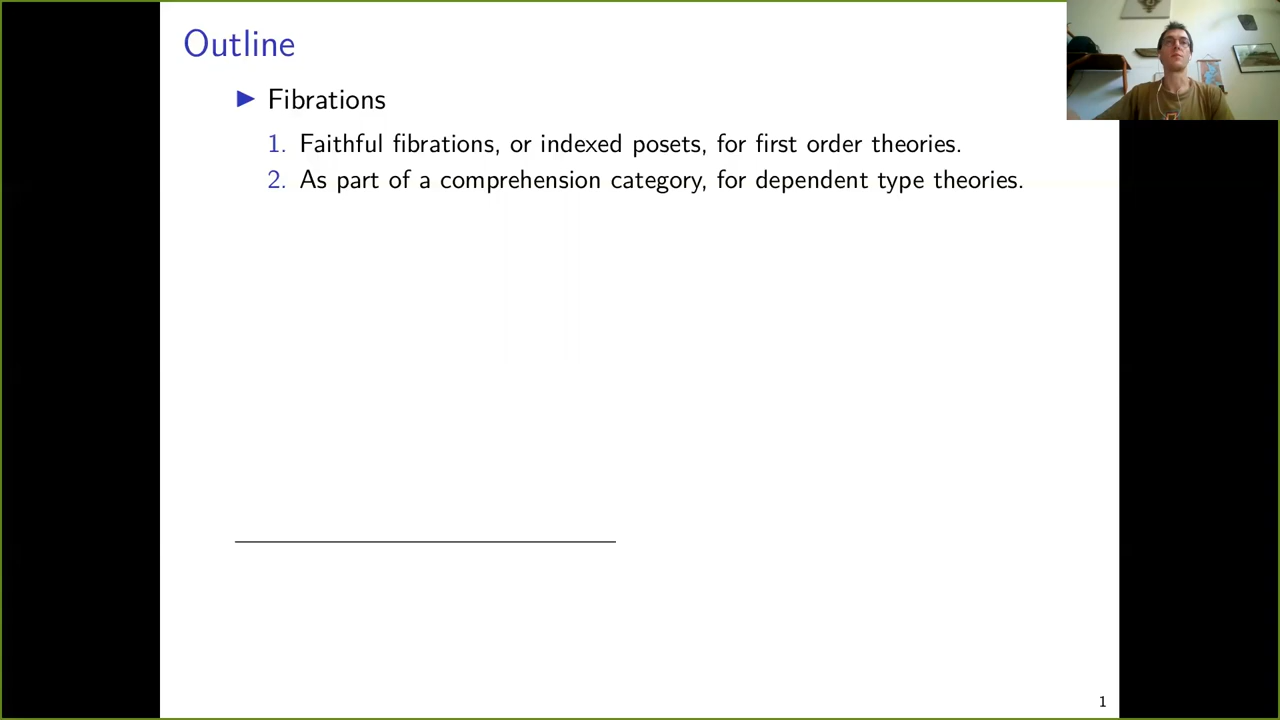 Outline
▶ Fibrations
1. Faithful fibrations, or indexed posets, for first order theories.
2. As part of a comprehension category, for dependent type theories.
1